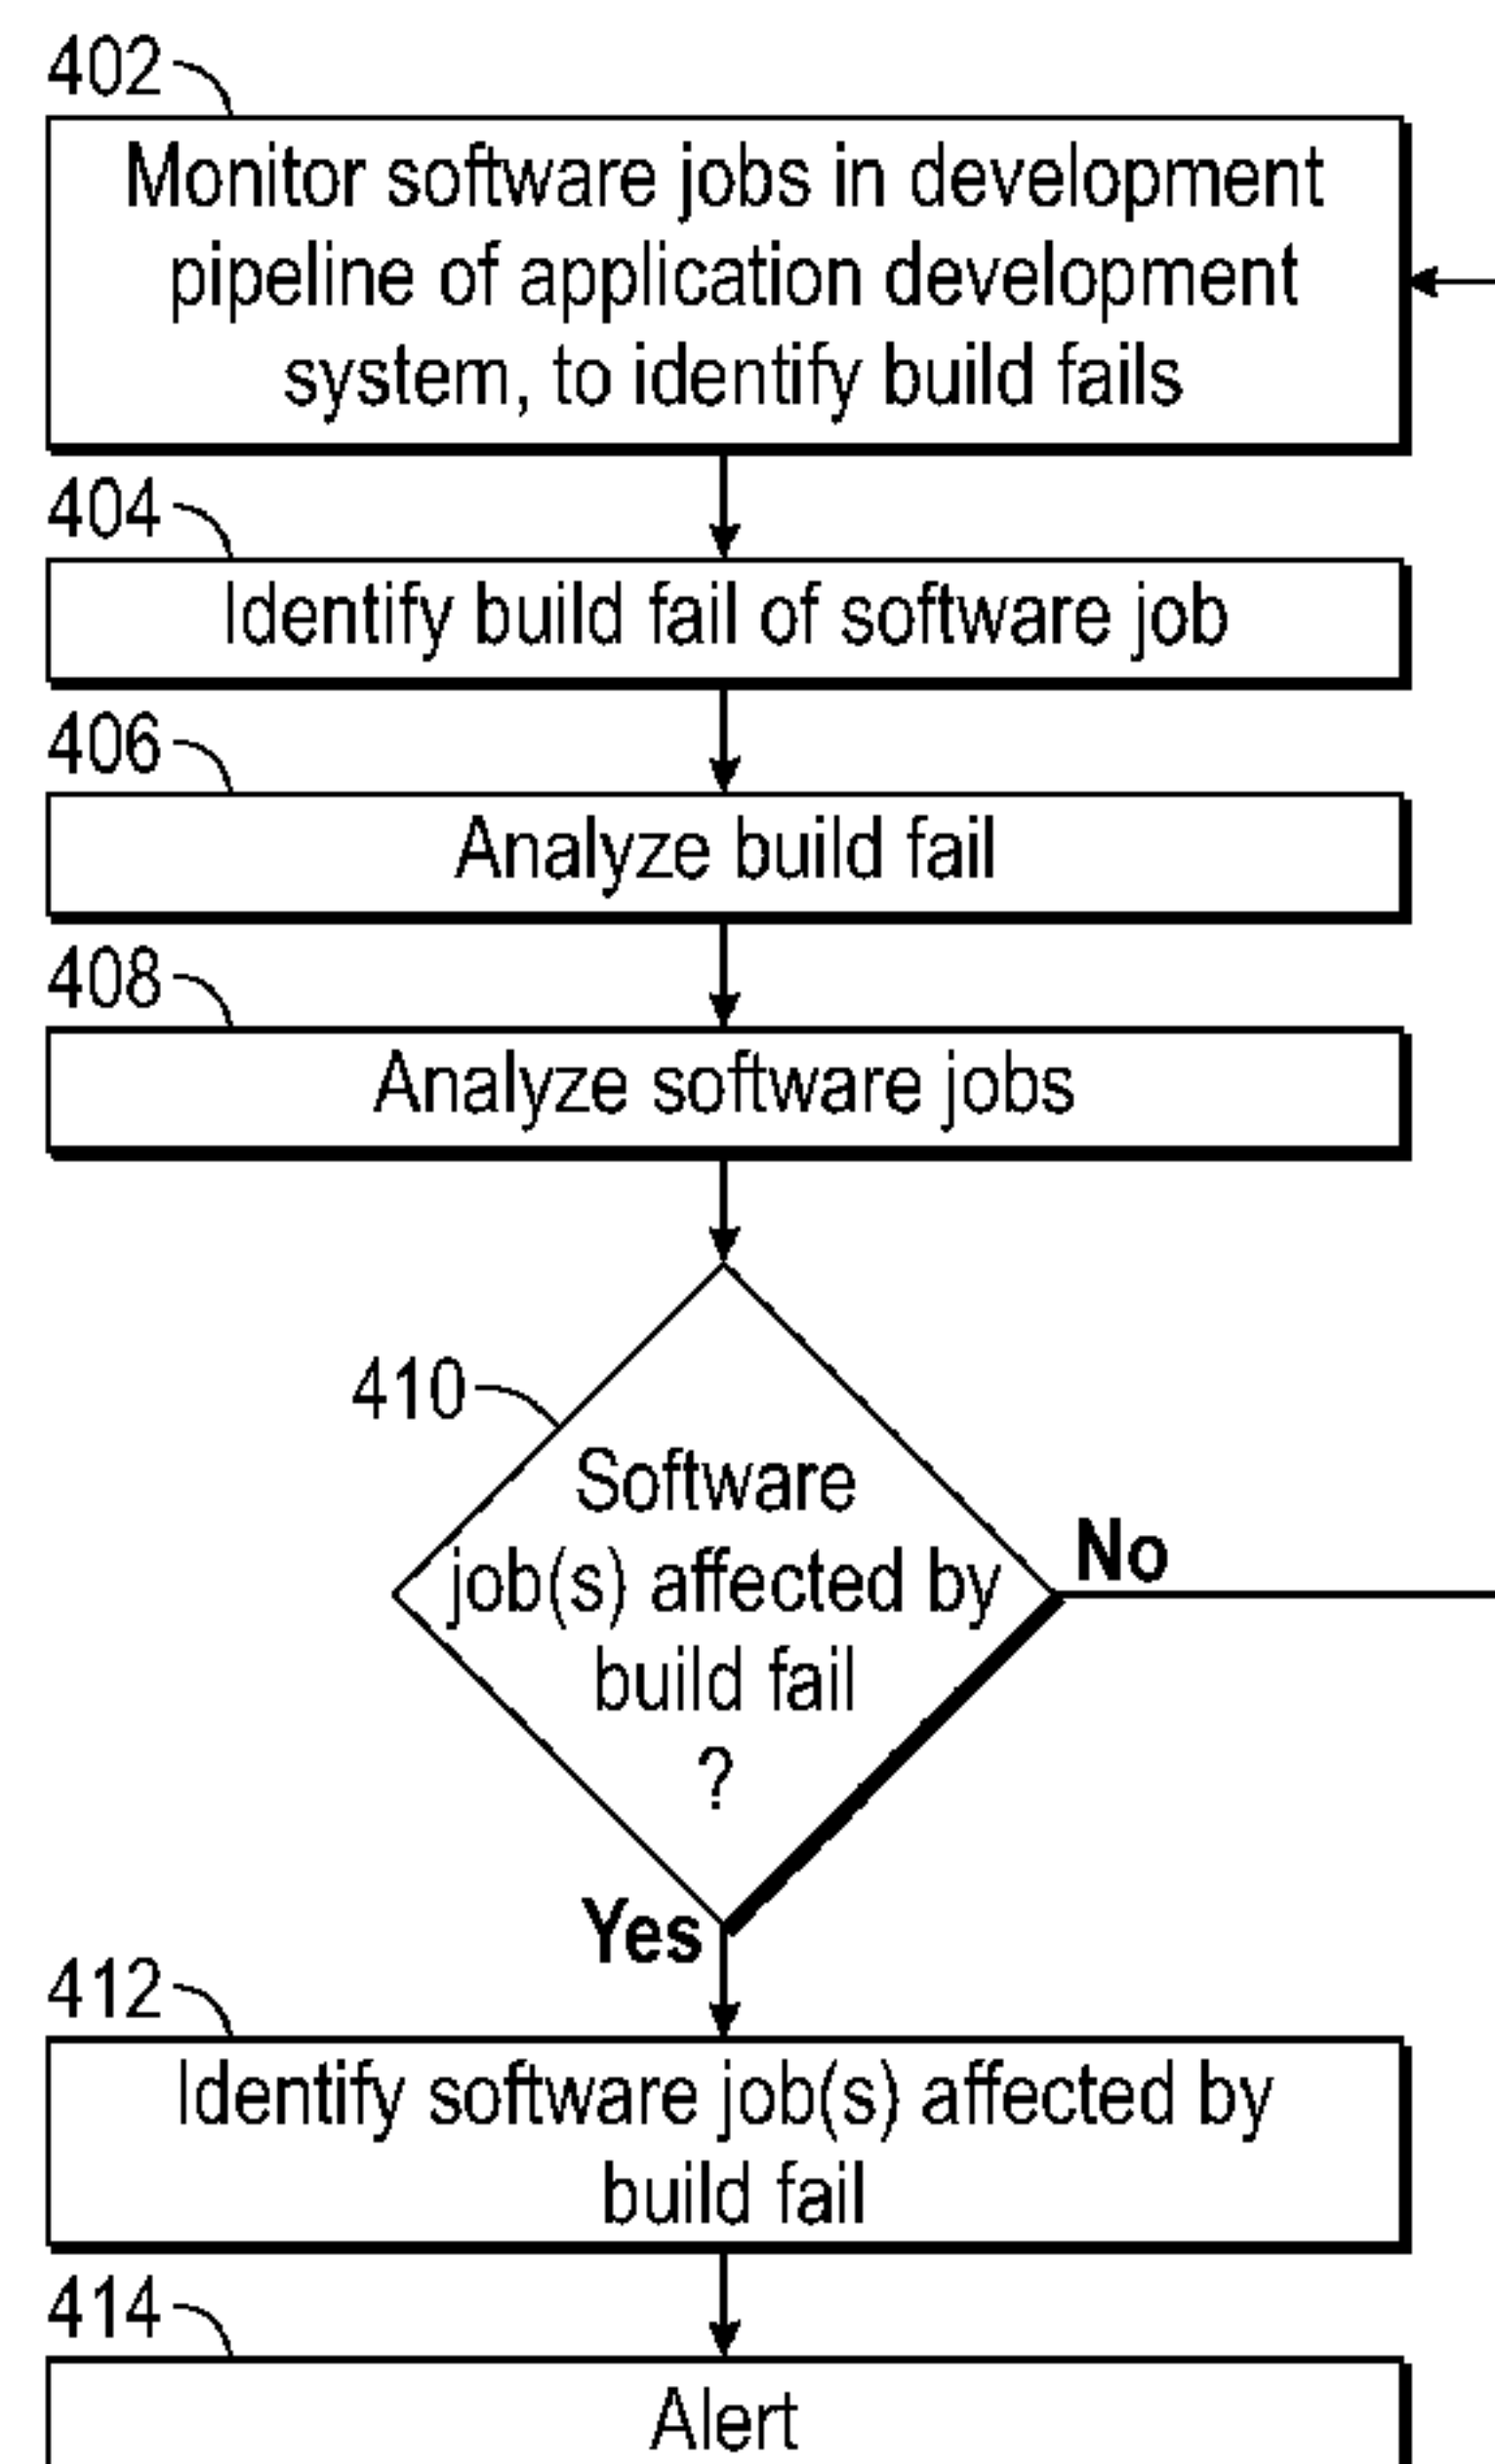 402
Monitor software jobs in development
pipeline of application development
system, to identify build fails
404
Identify build fail of software job
406
Analyze build fail
408
Analyze software jobs
410
Software
job(s) affected by
build fail
?
No
Yes
412
Identify software job(s) affected by
build fail
414
Alert